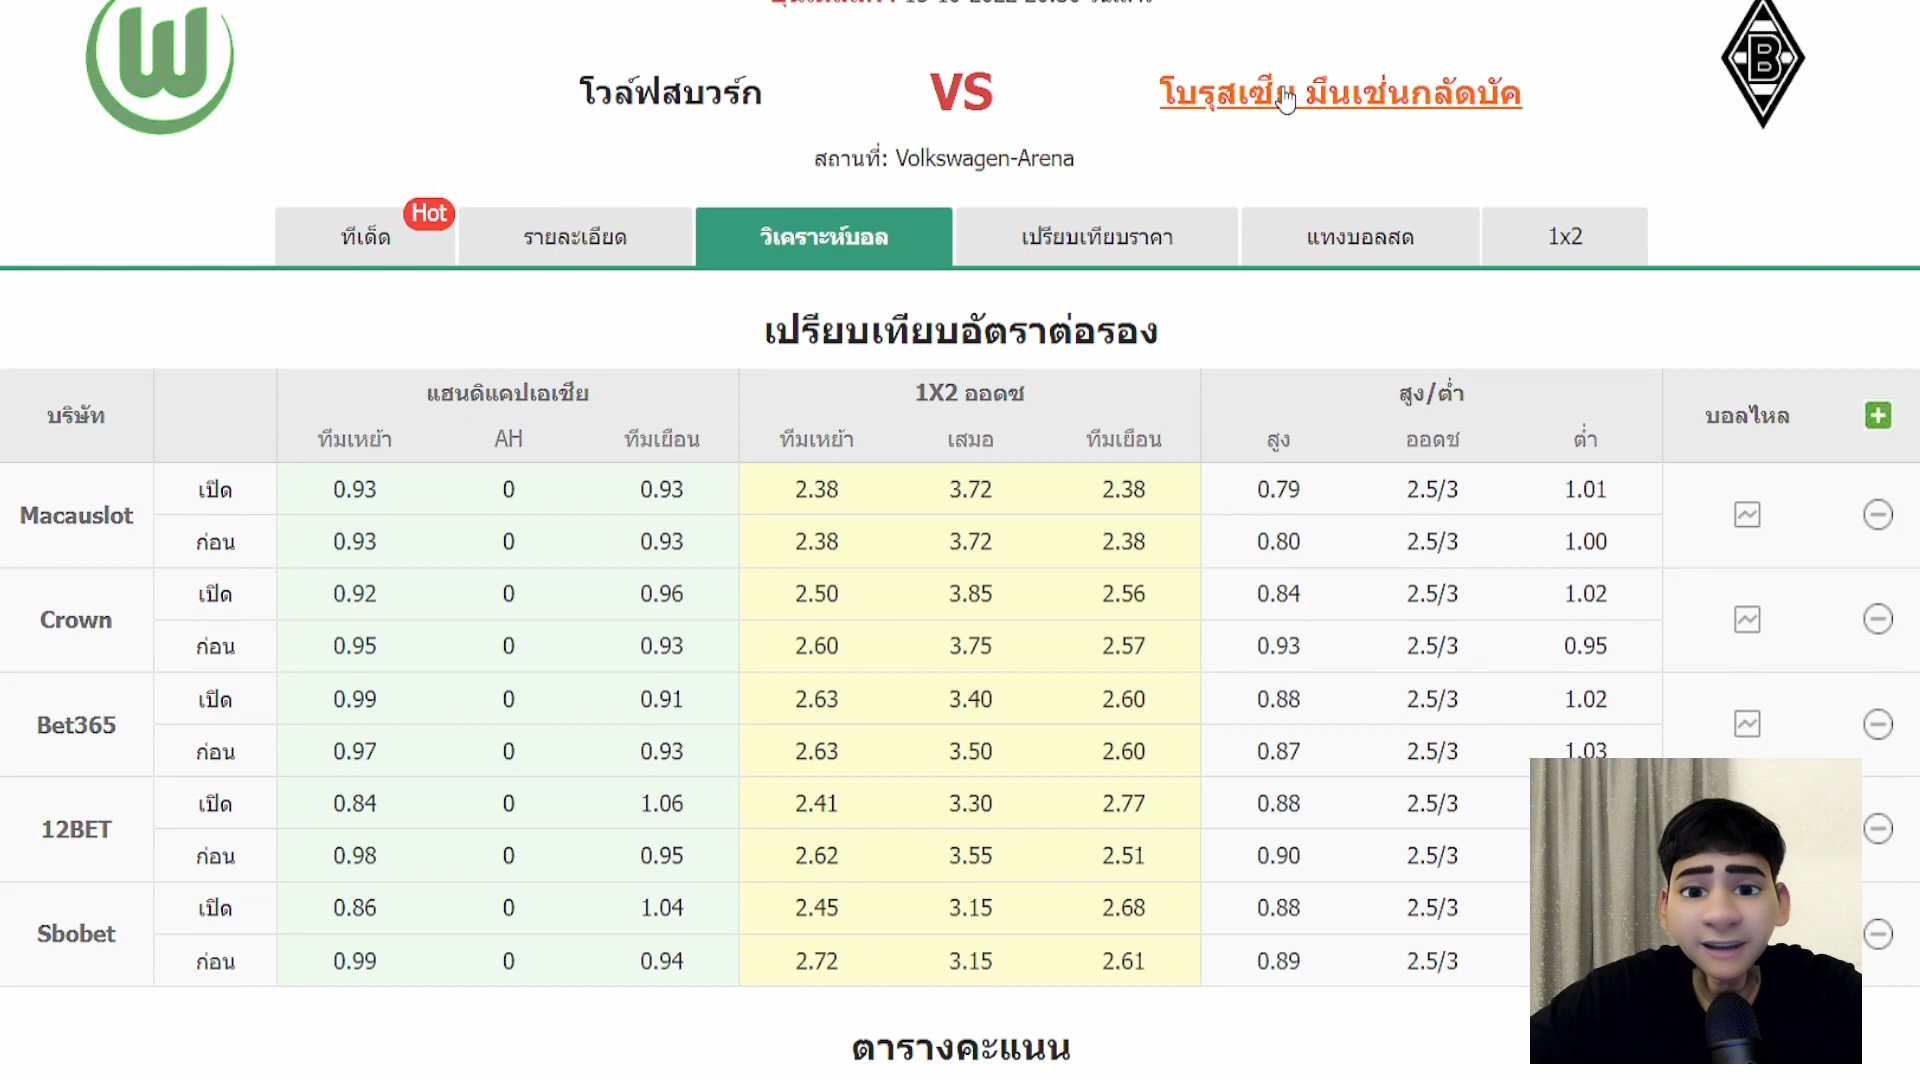 15-10-2022 20:30 วันเสาร์
W
โวล์ฟสบวร์ก VS โบรุสเซีย มึนเช่นกลัดบัค
B
สถานที่: Volkswagen-Arena
Hot
ทีเด็ด รายละเอียด วิเคราะห์บอล เปรียบเทียบราคา แทงบอลสด 1x2
เปรียบเทียบอัตราต่อรอง
บริษัท แฮนดิแคปเอเชีย 1X2 ออดซ สูง/ต่ำ บอลไหล
ทีมเหย้า AH ทีมเยือน ทีมเหย้า เสมอ ทีมเยือน สูง ออดซ ต่ำ
Macauslot เปิด 0.93 0 0.93 2.38 3.72 2.38 0.79 2.5/3 1.01
ก่อน 0.93 0 0.93 2.38 3.72 2.38 0.80 2.5/3 1.00
Crown เปิด 0.92 0 0.96 2.50 3.85 2.56 0.84 2.5/3 1.02
ก่อน 0.95 0 0.93 2.60 3.75 2.57 0.93 2.5/3 0.95
Bet365 เปิด 0.99 0 0.91 2.63 3.40 2.60 0.88 2.5/3 1.02
ก่อน 0.97 0 0.93 2.63 3.50 2.60 0.87 2.5/3 1.03
12BET เปิด 0.84 0 1.06 2.41 3.30 2.77 0.88 2.5/3
ก่อน 0.98 0 0.95 2.62 3.55 2.51 0.90 2.5/3
Sbobet เปิด 0.86 0 1.04 2.45 3.15 2.68 0.88 2.5/3
ก่อน 0.99 0 0.94 2.72 3.15 2.61 0.89 2.5/3
ตารางคะแนน